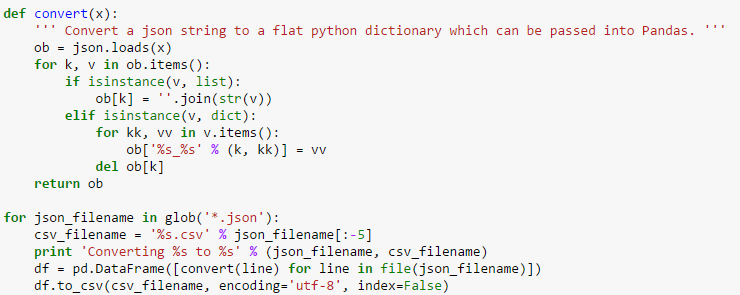 def convert(x):
    ''' Convert a json string to a flat python dictionary which can be passed into Pandas. '''
    ob = json.loads(x)
    for k, v in ob.items():
        if isinstance(v, list):
            ob[k] = ''.join(str(v))
        elif isinstance(v, dict):
            for kk, vv in v.items():
                ob['%s_%s' % (k, kk)] = vv
            del ob[k]
    return ob

for json_filename in glob('*.json'):
    csv_filename = '%s.csv' % json_filename[:-5]
    print 'Converting %s to %s' % (json_filename, csv_filename)
    df = pd.DataFrame([convert(line) for line in file(json_filename)])
    df.to_csv(csv_filename, encoding='utf-8', index=False)